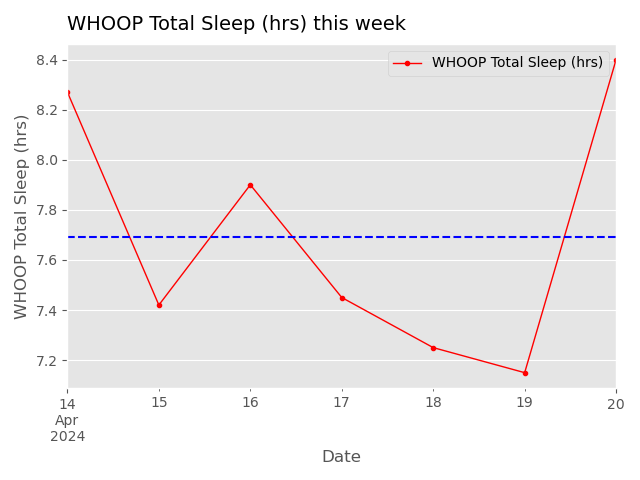 WHOOP Total Sleep (hrs) this week
WHOOP Total Sleep (hrs)
WHOOP Total Sleep (hrs)
8.4
8.2
8.0
7.8
7.6
7.4
7.2
14 15 16 17 18 19 20
Apr
2024
Date